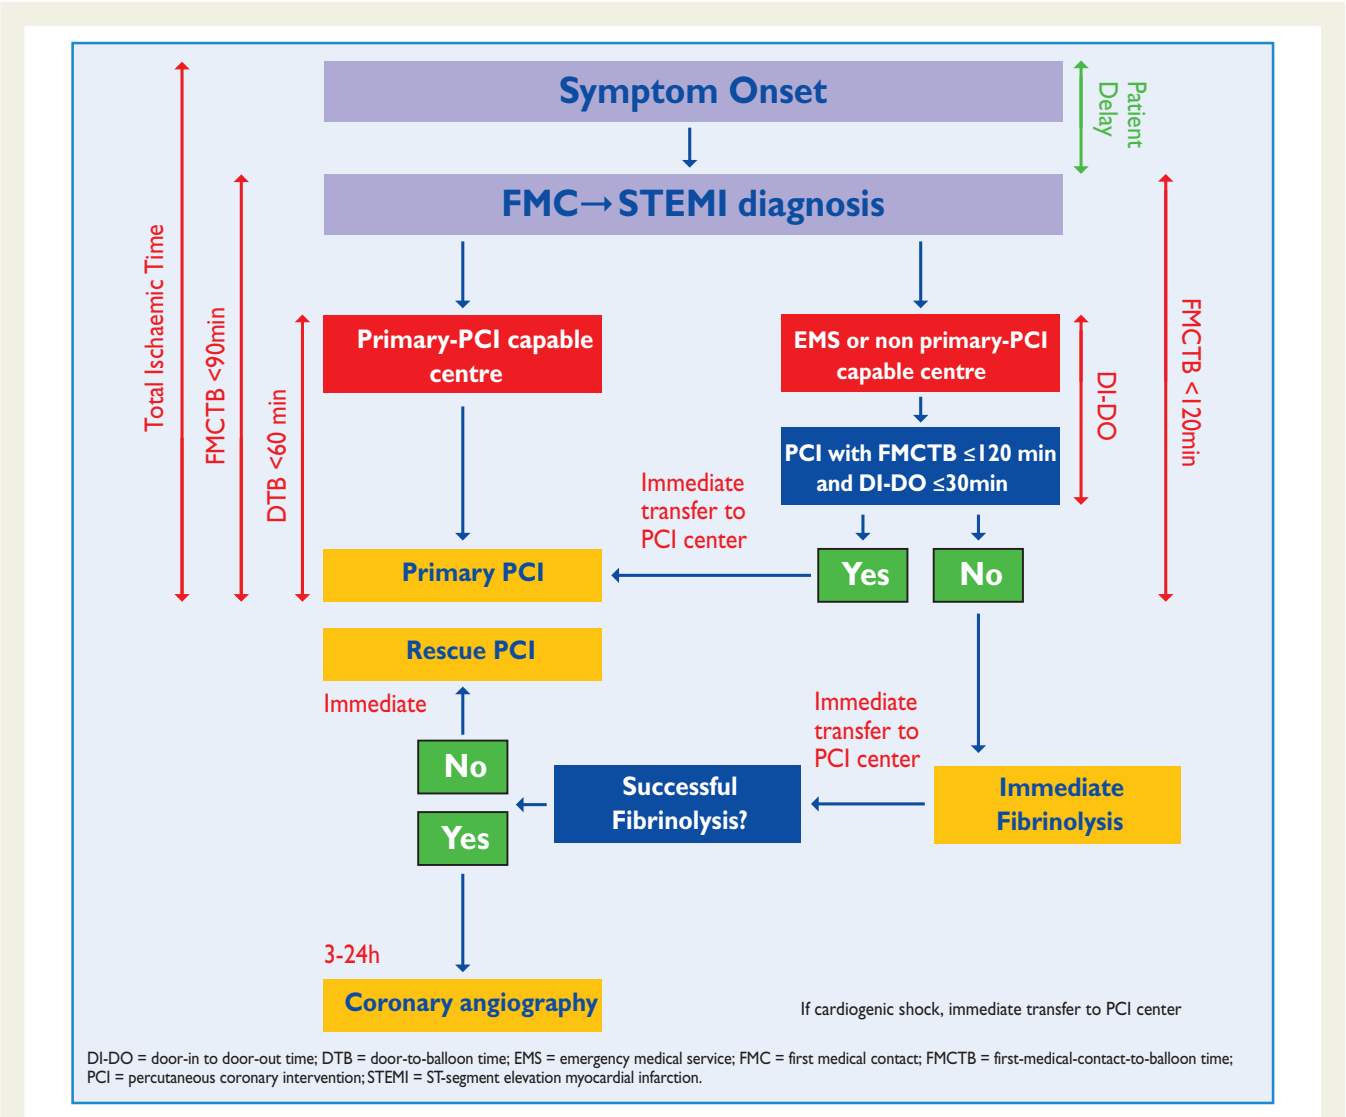 Symptom Onset
Patient
Delay
FMC→STEMI diagnosis
Total Ischaemic Time
FMCTB <90min
DTB <60 min
Primary-PCI capable
centre
EMS or non primary-PCI
capable centre
DI-DO
FMCTB <120min
PCI with FMCTB ≤120 min
and DI-DO ≤30min
Immediate
transfer to
PCI center
Primary PCI
Yes
No
Rescue PCI
Immediate
No
Yes
Successful
Fibrinolysis?
Immediate
transfer to
PCI center
Immediate
Fibrinolysis
3-24h
Coronary angiography
If cardiogenic shock, immediate transfer to PCI center
DI-DO = door-in to door-out time; DTB = door-to-balloon time; EMS = emergency medical service; FMC = first medical contact; FMCTB = first-medical-contact-to-balloon time;
PCI = percutaneous coronary intervention; STEMI = ST-segment elevation myocardial infarction.